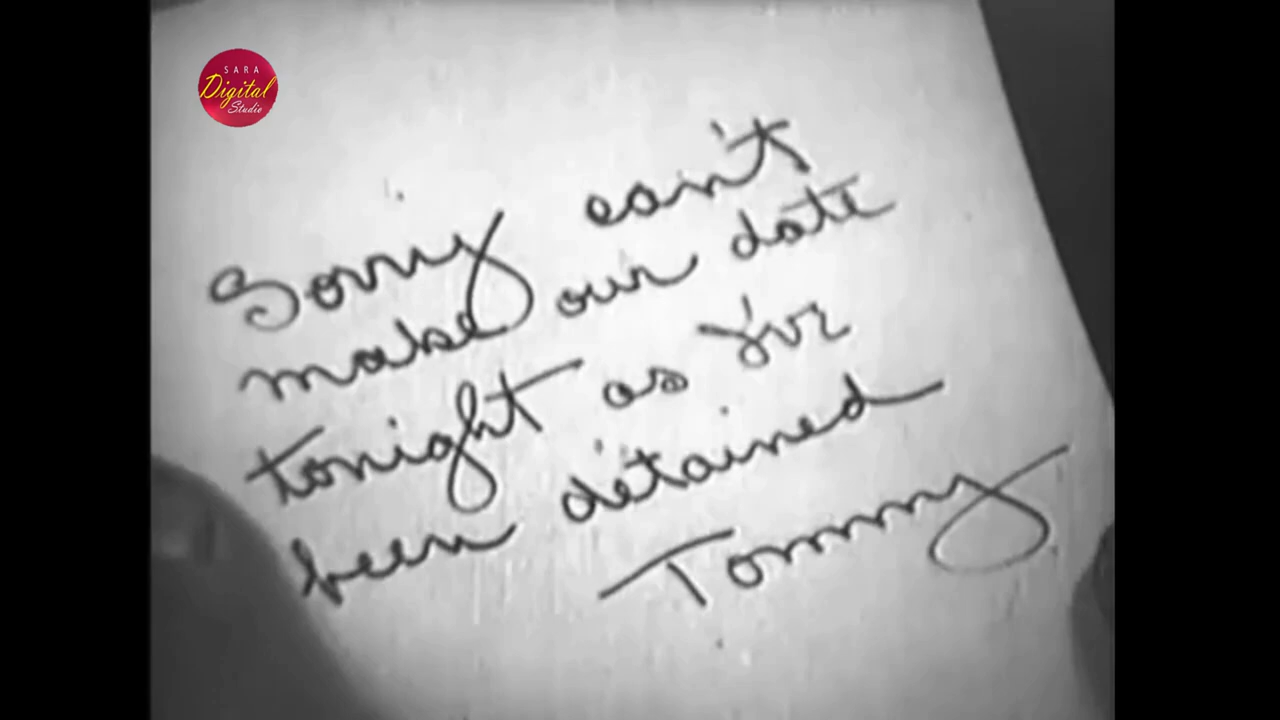 SARA
Digital
Studio
Sorry can't
make our date
tonight as I've
been detained
Tommy